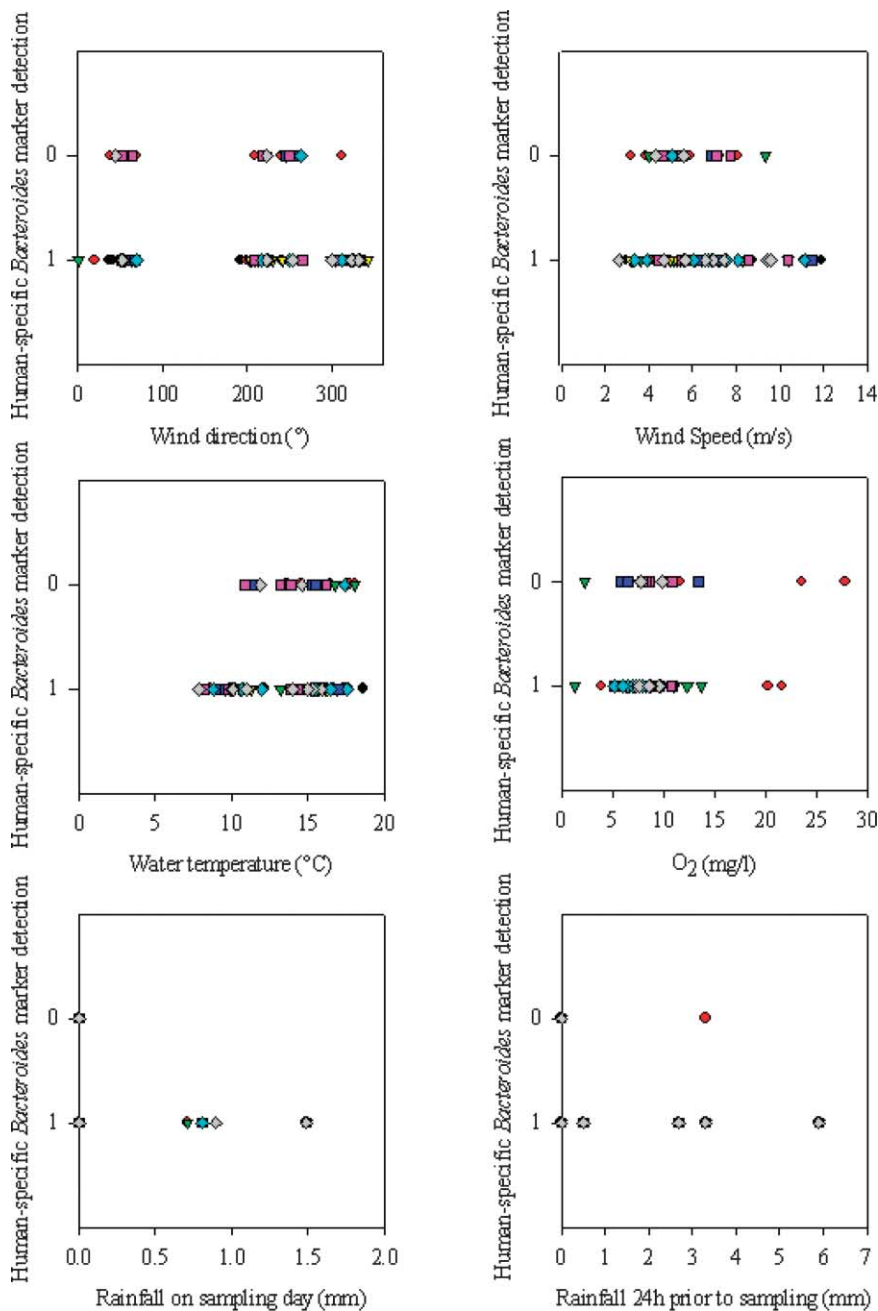 Human-specific Bacteroides marker detection
0
1
0 100 200 300
Wind direction (°)
Human-specific Bacteroides marker detection
0
1
0 2 4 6 8 10 12 14
Wind Speed (m/s)
Human-specific Bacteroides marker detection
0
1
0 5 10 15 20
Water temperature (°C)
Human-specific Bacteroides marker detection
0
1
0 5 10 15 20 25 30
O₂ (mg/l)
Human-specific Bacteroides marker detection
0
1
0.0 0.5 1.0 1.5 2.0
Rainfall on sampling day (mm)
Human-specific Bacteroides marker detection
0
1
0 1 2 3 4 5 6 7
Rainfall 24h prior to sampling (mm)